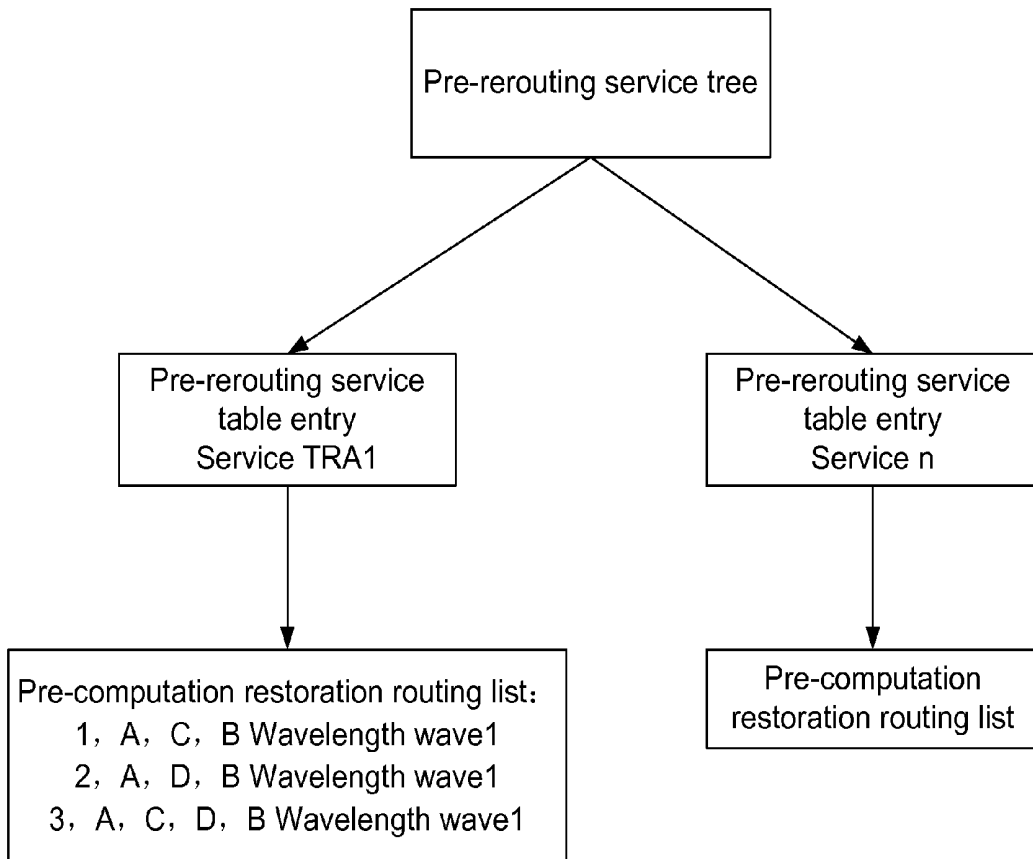 Pre-rerouting service tree
Pre-rerouting service
table entry
Service TRA1
Pre-rerouting service
table entry
Service n
Pre-computation restoration routing list：
1，A，C，B Wavelength wave1
2，A，D，B Wavelength wave1
3，A，C，D，B Wavelength wave1
Pre-computation
restoration routing list